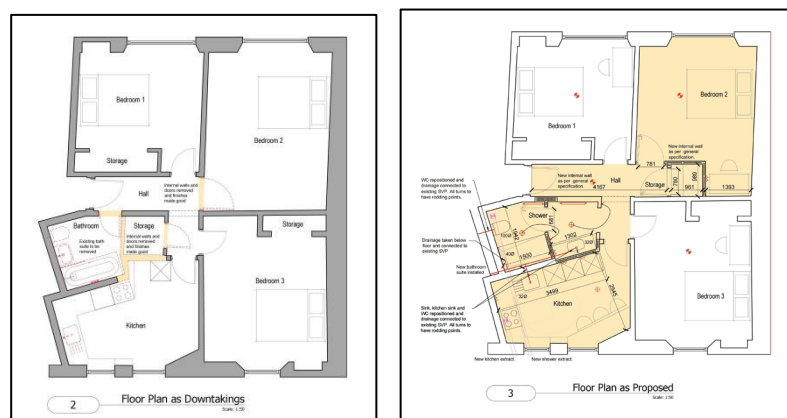 Bedroom 1
Bedroom 2
Storage
Internal walls and
doors removed
and finishes
made good
Hall
Bathroom
Existing bath
suite to be
removed
Storage
Internal walls and
doors removed
and finishes
made good
Storage
Bedroom 3
Kitchen
2
Floor Plan as Downtakings
Scale: 1:50
Bedroom 2
Bedroom 1
New internal wall
as per general
specification.
781
New internal wall
as per general
specification.
Hall
4167
Storage
760
989
961
1393
WC repositioned and
drainage connected to
existing SVP. All turns to
have rodding points.
Shower
681
1302
1500
Drainage taken below
floor and connected to
existing SVP
New bathroom
suite installed
Sink, kitchen sink and
WC repositioned and
drainage connected to
existing SVP. All turns to
have rodding points.
3499
2845
Kitchen
Bedroom 3
New kitchen extract
New shower extract
3
Floor Plan as Proposed
Scale: 1:50